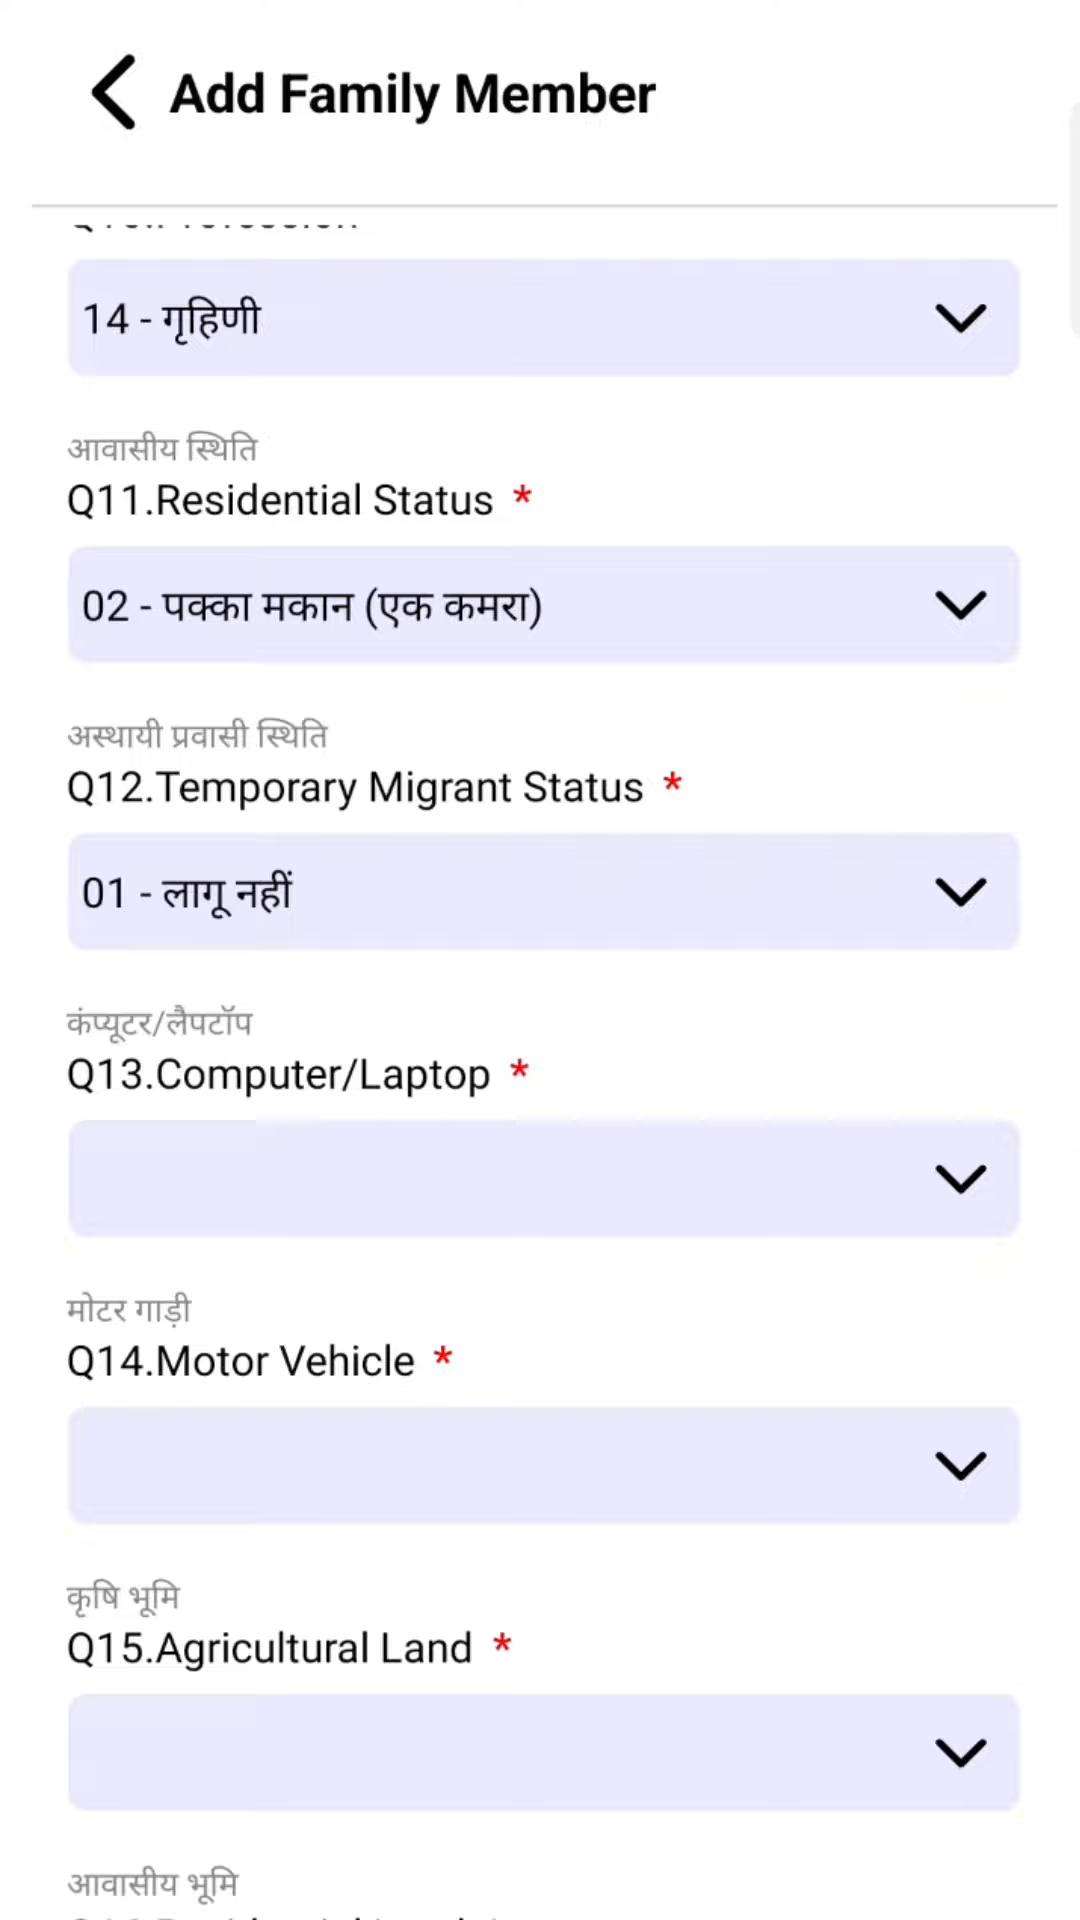 Add Family Member
14 - गृहिणी
आवासीय स्थिति
Q11.Residential Status *
02 - पक्का मकान (एक कमरा)
अस्थायी प्रवासी स्थिति
Q12.Temporary Migrant Status *
01 - लागू नहीं
कंप्यूटर/लैपटॉप
Q13.Computer/Laptop *
मोटर गाड़ी
Q14.Motor Vehicle *
कृषि भूमि
Q15.Agricultural Land *
आवासीय भूमि